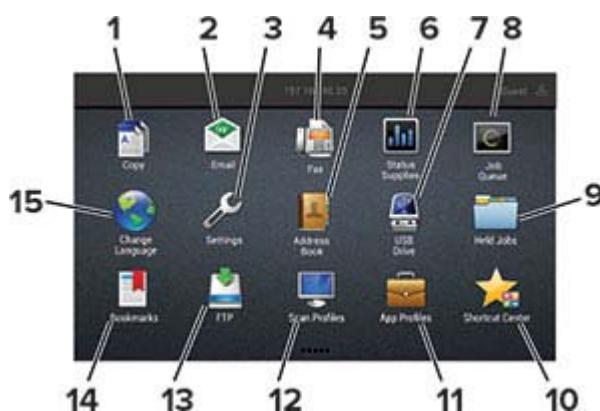 1 2 3 4 5 6 7 8
Guest
Copy Email Fax Status Supplies Job Queue
15 9
Change Language Settings Address Book USB Drive Held Jobs
Bookmarks FTP Scan Profiles App Profiles Shortcut Center
14 13 12 11 10